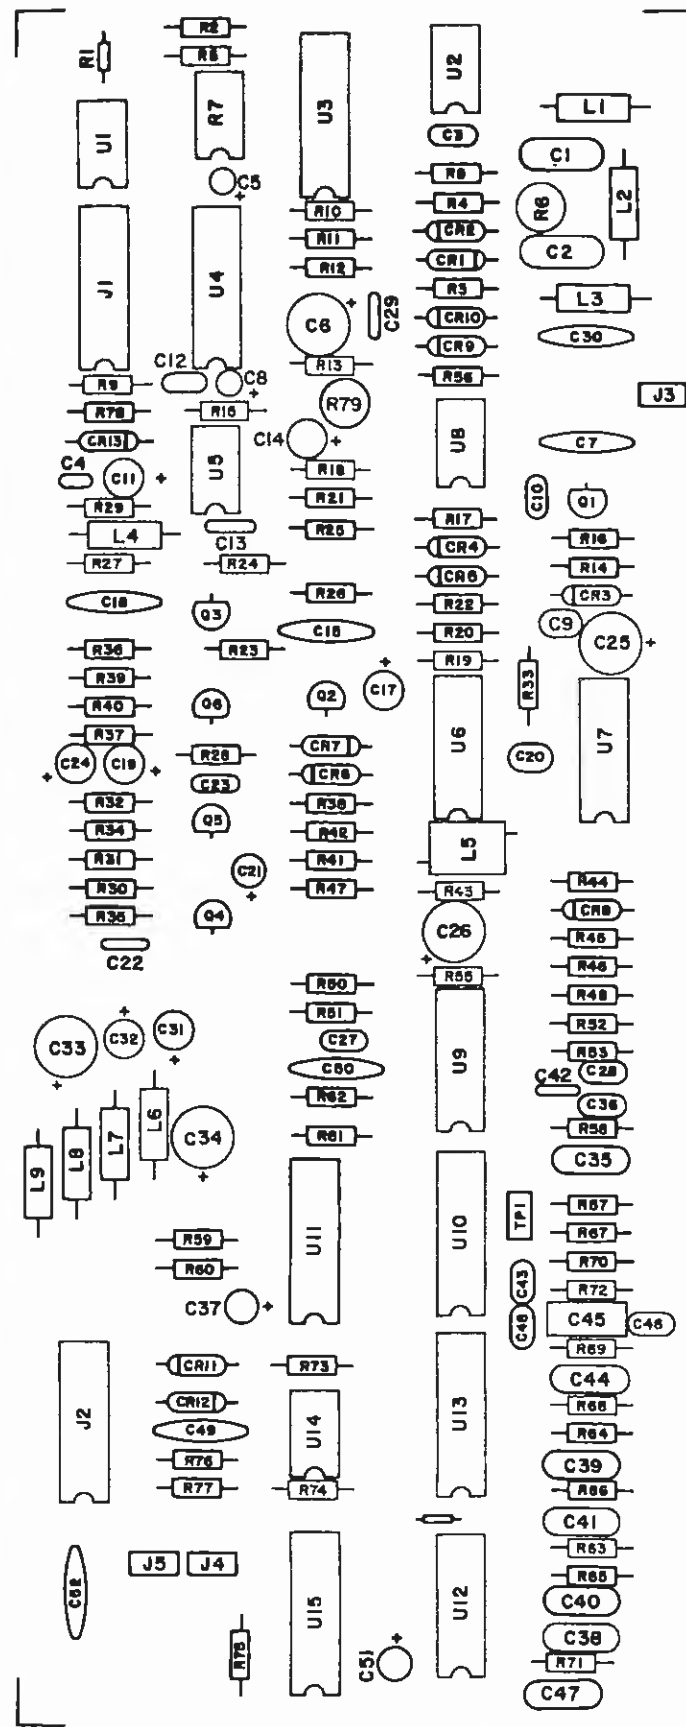 R2
R1
R5
U2
R7
U3
L1
U1
C3
C1
C5
+
R8
L2
R10
R4
R6
CR2
R11
U4
J1
CR1
C2
R12
R3
L3
+
C6
C29
CR10
C30
CR9
C12
R13
C8
R9
R56
+
J3
R79
R78
R15
U8
C14
+
CR13
C7
U5
C4
C11
+
R18
C10
Q1
R21
R29
R17
L4
C13
R25
R16
CR4
R27
R24
R14
CR5
R26
CR3
C18
Q3
R22
C9
C15
R20
C25
+
R36
R23
R19
+
R39
R33
C17
Q2
R40
Q6
U6
U7
R37
CR7
C24
+
C19
+
R28
C20
CR6
C23
R32
R38
Q5
R34
R42
L5
R31
R41
C21
+
R44
R30
R47
R43
CR8
R35
Q4
C26
+
R45
C22
R46
R55
R50
R48
+
C31
+
R51
R52
C33
+
C32
C27
U9
R53
C28
C50
C42
L6
R62
C36
L7
R58
L8
C34
+
R61
L9
C35
U11
U10
TP1
R57
R59
R67
R60
R70
C43
R72
C37
+
C45
C46
C48
R69
CR11
R73
C44
J2
U13
CR12
R68
C49
U14
R64
R76
C39
R77
R74
R66
C41
J5
J4
R63
C52
U15
U12
R65
C40
R75
+
C38
C51
R71
C47